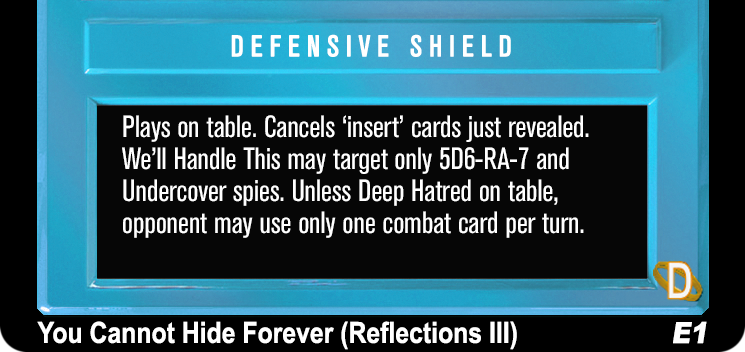 DEFENSIVE SHIELD
Plays on table. Cancels ‘insert’ cards just revealed.
We’ll Handle This may target only 5D6-RA-7 and
Undercover spies. Unless Deep Hatred on table,
opponent may use only one combat card per turn.
D
You Cannot Hide Forever (Reflections III)
E1